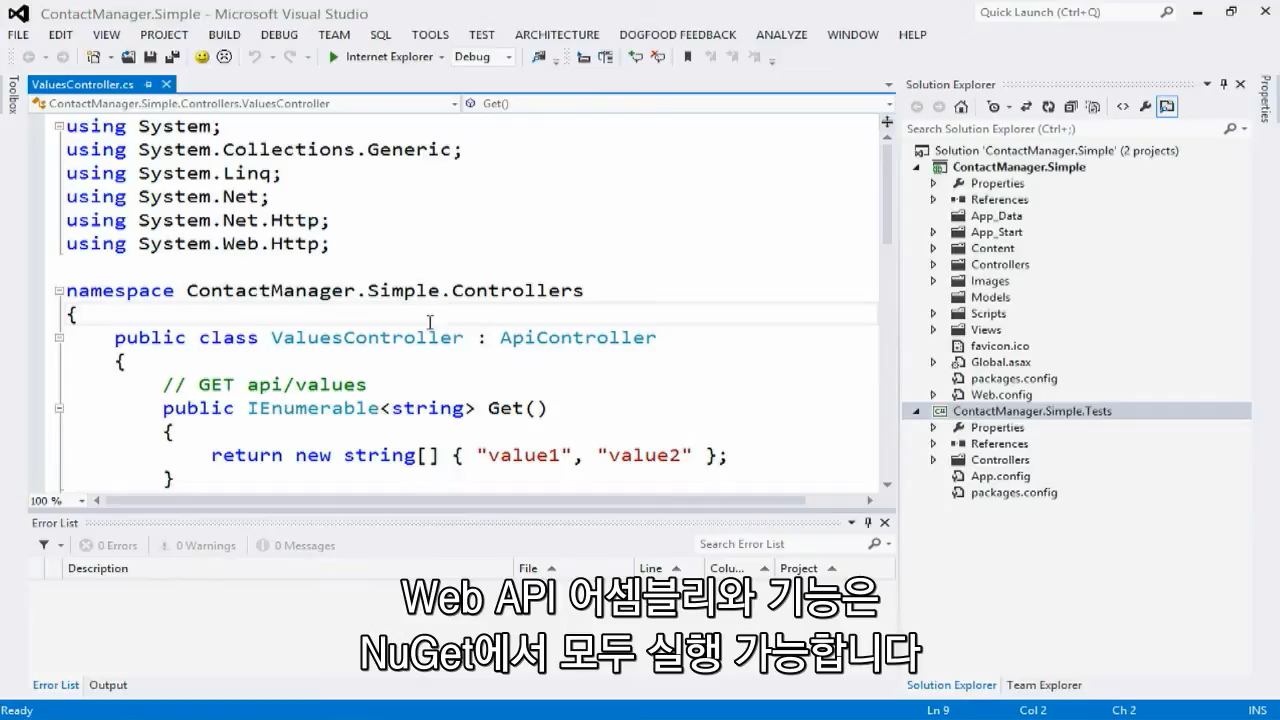 ContactManager.Simple - Microsoft Visual Studio
Quick Launch (Ctrl+Q)
FILE EDIT VIEW PROJECT BUILD DEBUG TEAM SQL TOOLS TEST ARCHITECTURE DOGFOOD FEEDBACK ANALYZE WINDOW HELP
Internet Explorer Debug
Toolbox
ValuesController.cs
ContactManager.Simple.Controllers.ValuesController Get()
using System;
using System.Collections.Generic;
using System.Linq;
using System.Net;
using System.Net.Http;
using System.Web.Http;
namespace ContactManager.Simple.Controllers
{
public class ValuesController : ApiController
{
// GET api/values
public IEnumerable<string> Get()
{
return new string[] { "value1", "value2" };
}
100 %
Solution Explorer
Properties
Search Solution Explorer (Ctrl+;)
Solution 'ContactManager.Simple' (2 projects)
ContactManager.Simple
Properties
References
App_Data
App_Start
Content
Controllers
Images
Models
Scripts
Views
favicon.ico
Global.asax
packages.config
Web.config
ContactManager.Simple.Tests
Properties
References
Controllers
App.config
packages.config
Error List
0 Errors 0 Warnings 0 Messages
Search Error List
Description File Line Colu... Project
Web API 어셈블리와 기능은
NuGet에서 모두 실행 가능합니다
Error List Output
Solution Explorer Team Explorer
Ready Ln 9 Col 2 Ch 2 INS